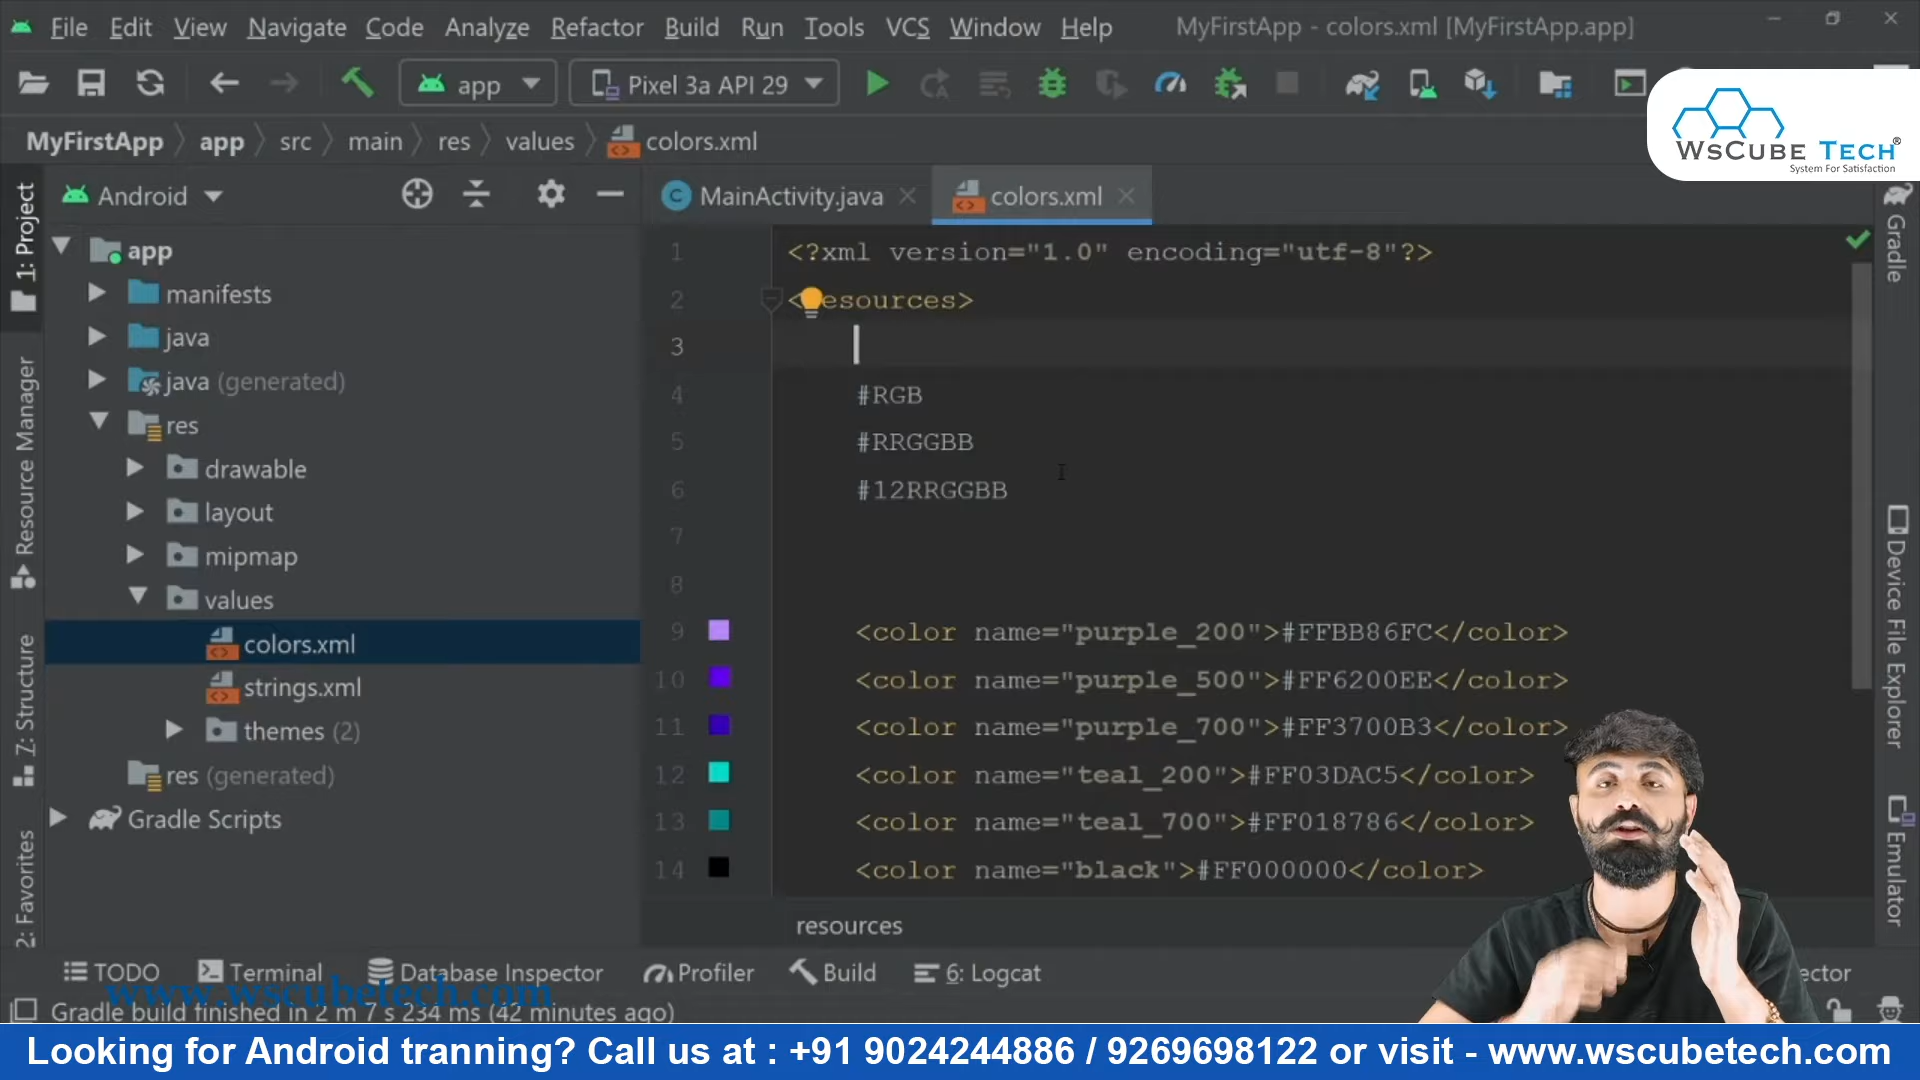 File Edit View Navigate Code Analyze Refactor Build Run Tools VCS Window Help MyFirstApp - colors.xml [MyFirstApp.app]
app Pixel 3a API 29
WsCube Tech®
System For Satisfaction
MyFirstApp app src main res values colors.xml
1: Project
Resource Manager
Z: Structure
2: Favorites
Android
app
manifests
java
java (generated)
res
drawable
layout
mipmap
values
colors.xml
strings.xml
themes (2)
res (generated)
Gradle Scripts
MainActivity.java colors.xml
1 <?xml version="1.0" encoding="utf-8"?>
2 <esources>
3
4 #RGB
5 #RRGGBB
6 #12RRGGBB
7
8
9 <color name="purple_200">#FFBB86FC</color>
10 <color name="purple_500">#FF6200EE</color>
11 <color name="purple_700">#FF3700B3</color>
12 <color name="teal_200">#FF03DAC5</color>
13 <color name="teal_700">#FF018786</color>
14 <color name="black">#FF000000</color>
resources
Gradle
Device File Explorer
Emulator
TODO Terminal Database Inspector Profiler Build 6: Logcat ector
www.wscubetech.com
Gradle build finished in 2 m 7 s 234 ms (42 minutes ago)
Looking for Android tranning? Call us at : +91 9024244886 / 9269698122 or visit - www.wscubetech.com